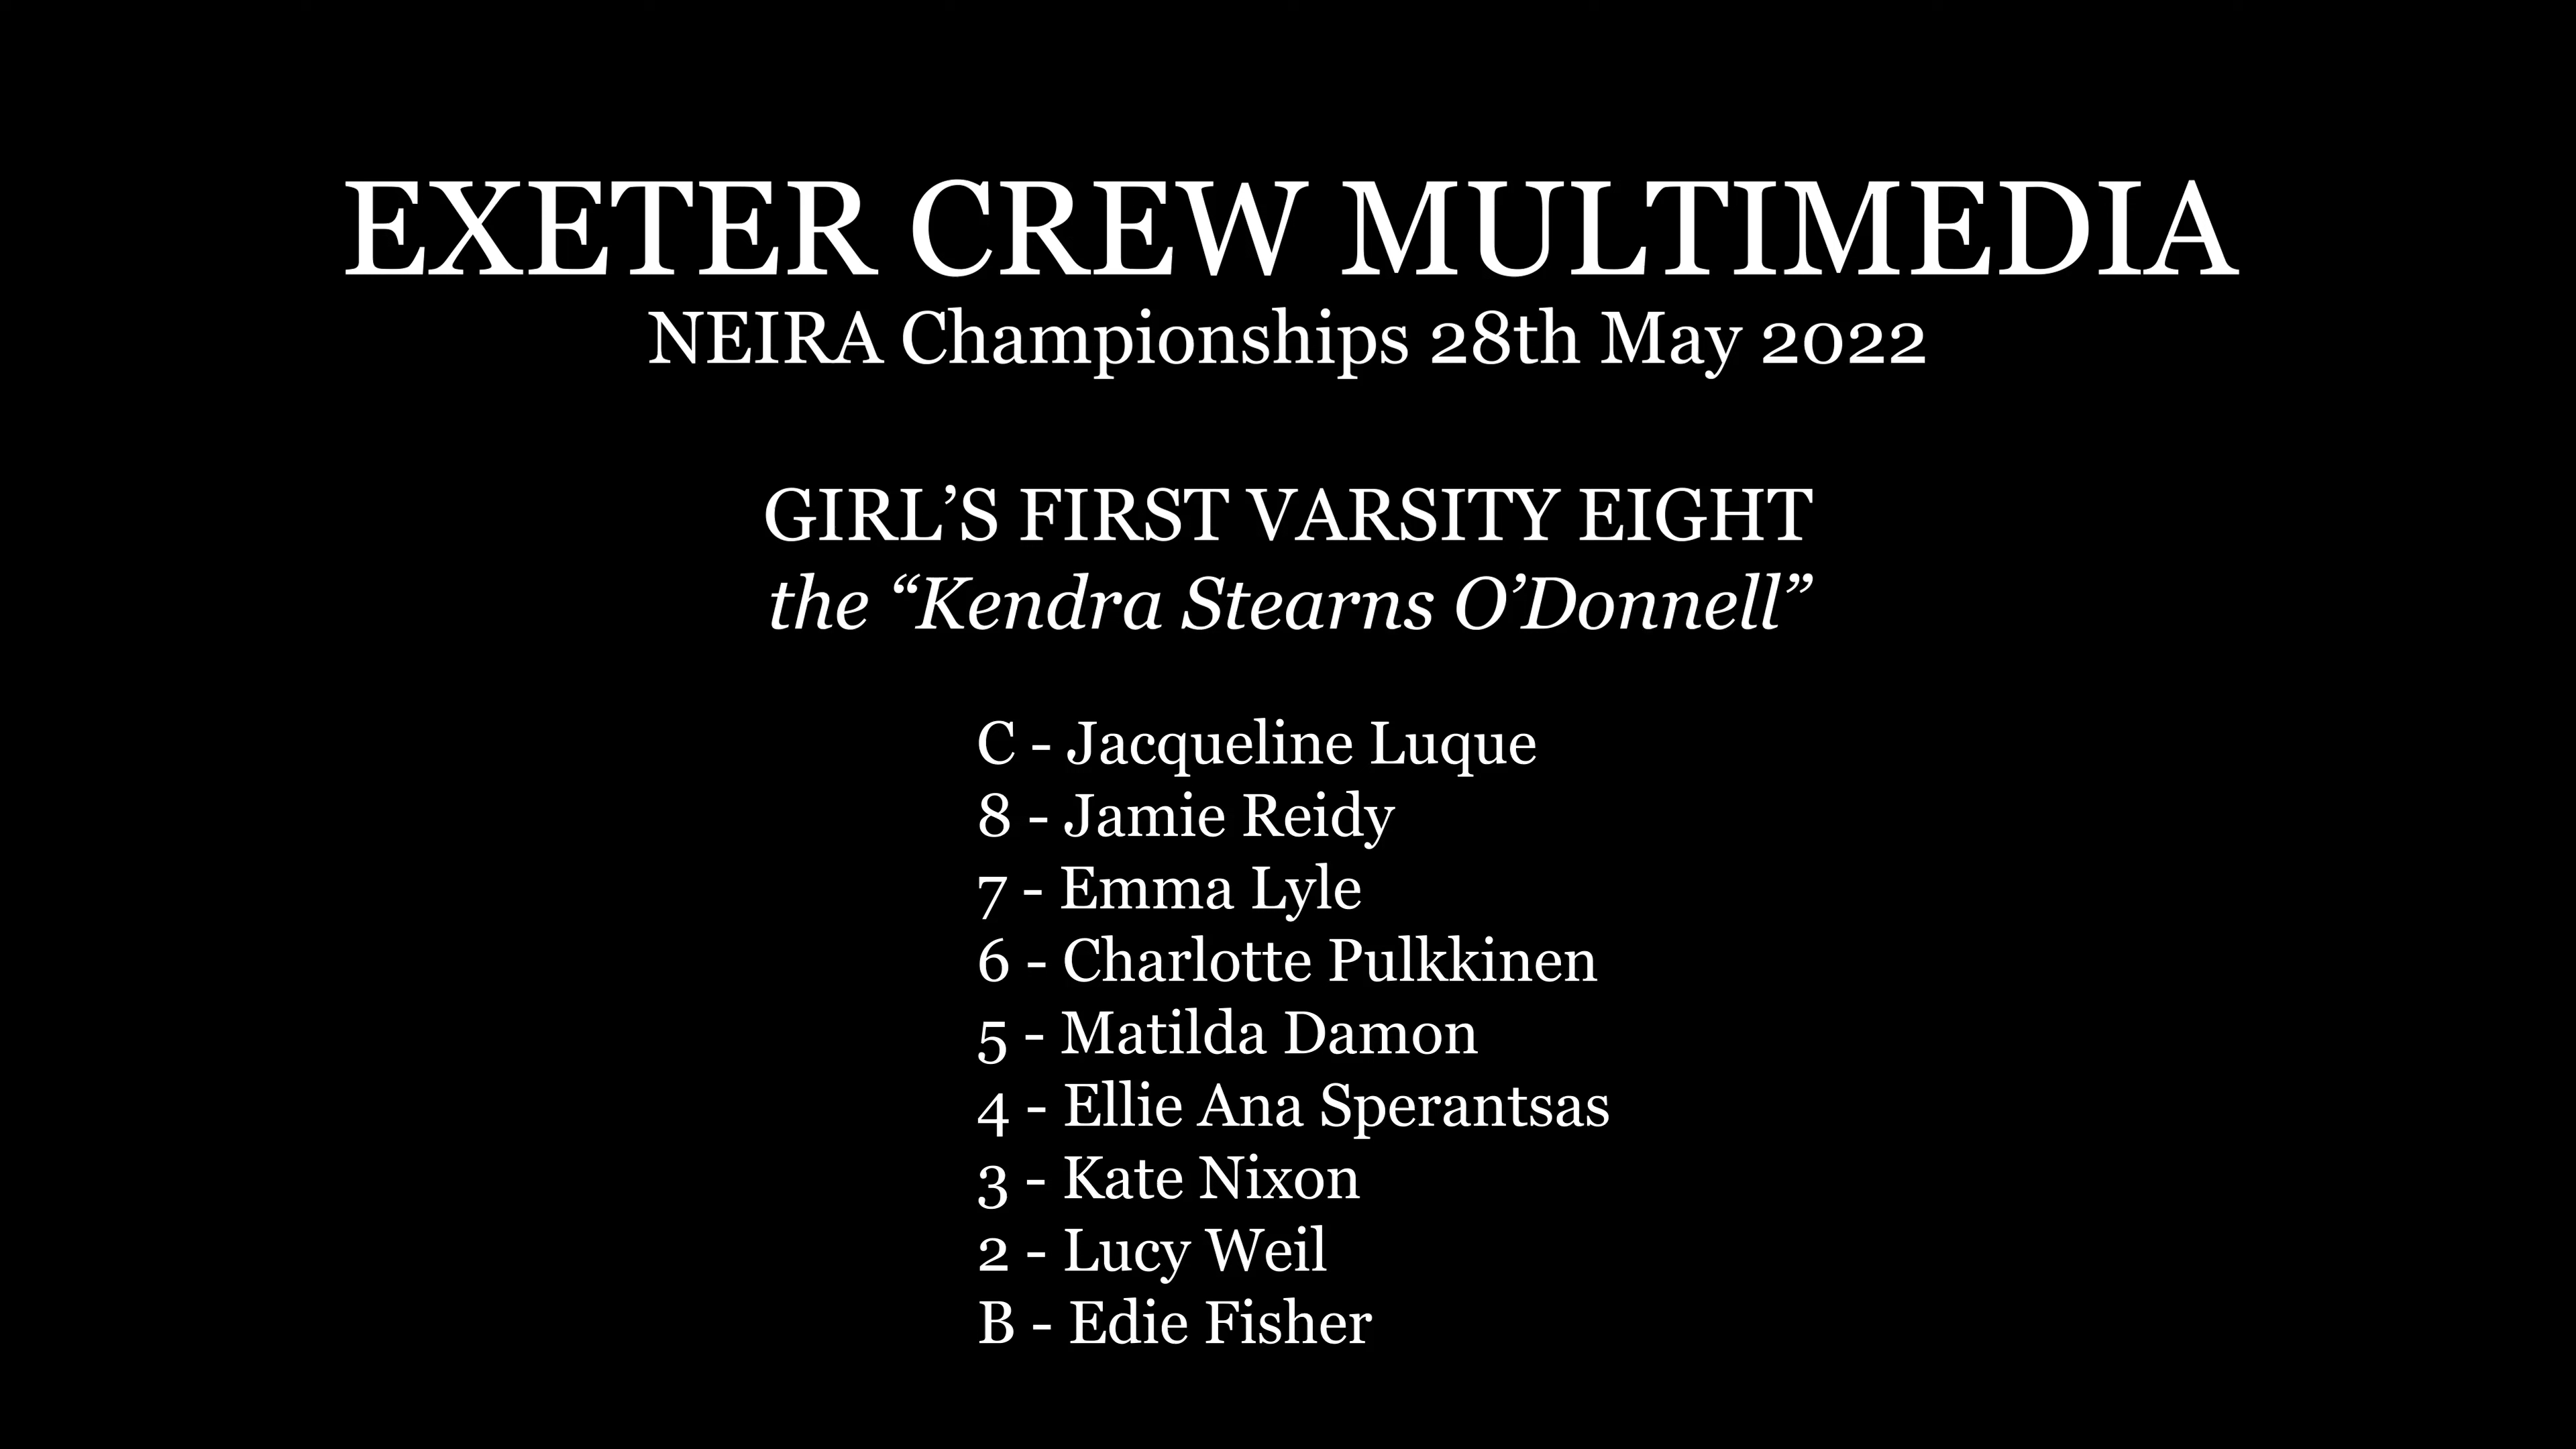 EXETER CREW MULTIMEDIA
NEIRA Championships 28th May 2022
GIRL’S FIRST VARSITY EIGHT
the “Kendra Stearns O’Donnell”
C - Jacqueline Luque
8 - Jamie Reidy
7 - Emma Lyle
6 - Charlotte Pulkkinen
5 - Matilda Damon
4 - Ellie Ana Sperantsas
3 - Kate Nixon
2 - Lucy Weil
B - Edie Fisher